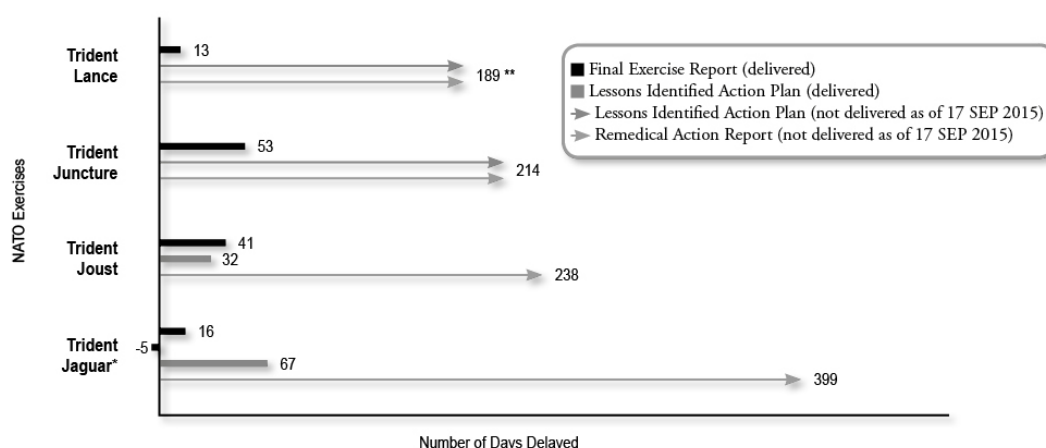 Trident
Lance
13
189 **
Final Exercise Report (delivered)
Lessons Identified Action Plan (delivered)
Lessons Identified Action Plan (not delivered as of 17 SEP 2015)
Remedical Action Report (not delivered as of 17 SEP 2015)
Trident
Juncture
53
214
NATO Exercises
Trident
Joust
41
32
238
Trident
Jaguar*
16
-5
67
399
Number of Days Delayed